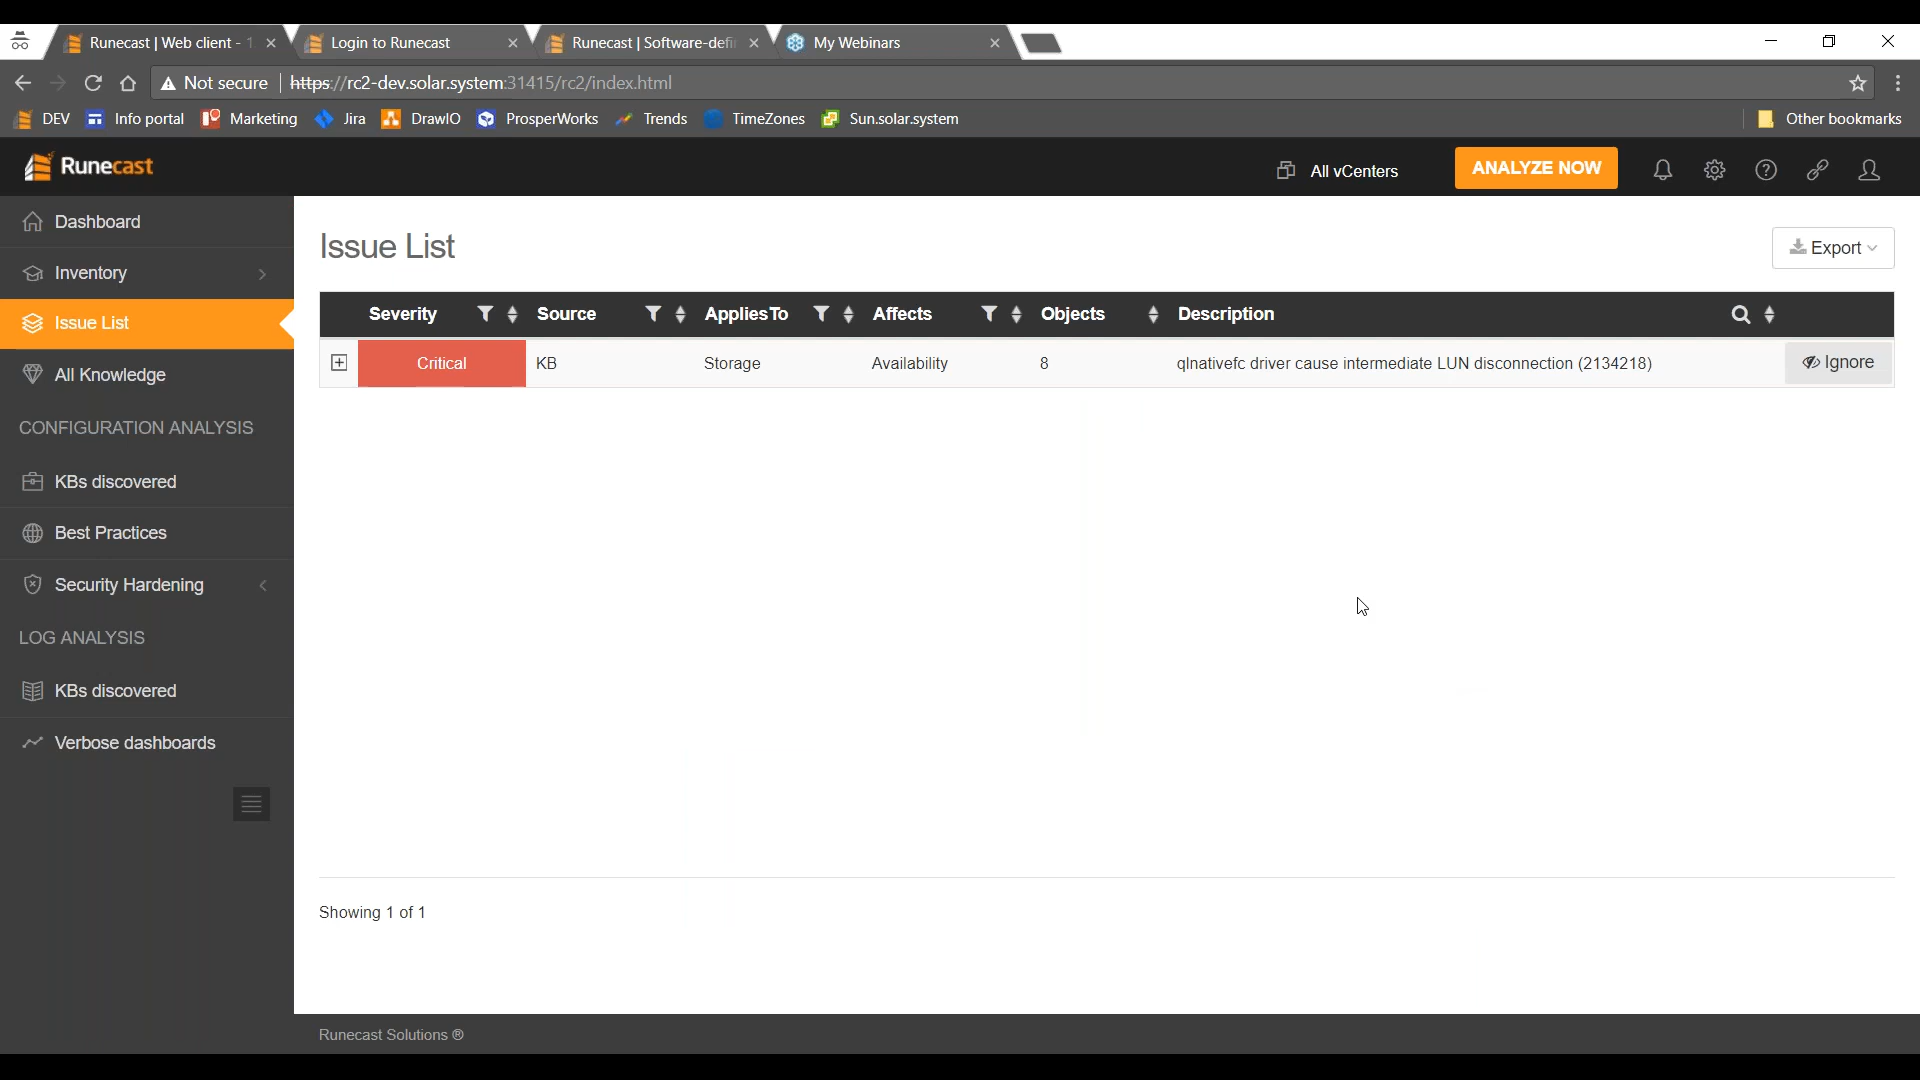 Runecast | Web client - 1 Login to Runecast Runecast | Software-defi My Webinars
Not secure https://rc2-dev.solar.system:31415/rc2/index.html
DEV Info portal Marketing Jira DrawIO ProsperWorks Trends TimeZones Sun.solar.system Other bookmarks
Runecast All vCenters ANALYZE NOW
Dashboard
Inventory
Issue List
All Knowledge
CONFIGURATION ANALYSIS
KBs discovered
Best Practices
Security Hardening
LOG ANALYSIS
KBs discovered
Verbose dashboards
Issue List Export
Severity Source AppliesTo Affects Objects Description
Critical KB Storage Availability 8 qlnativefc driver cause intermediate LUN disconnection (2134218) Ignore
Showing 1 of 1
Runecast Solutions ®